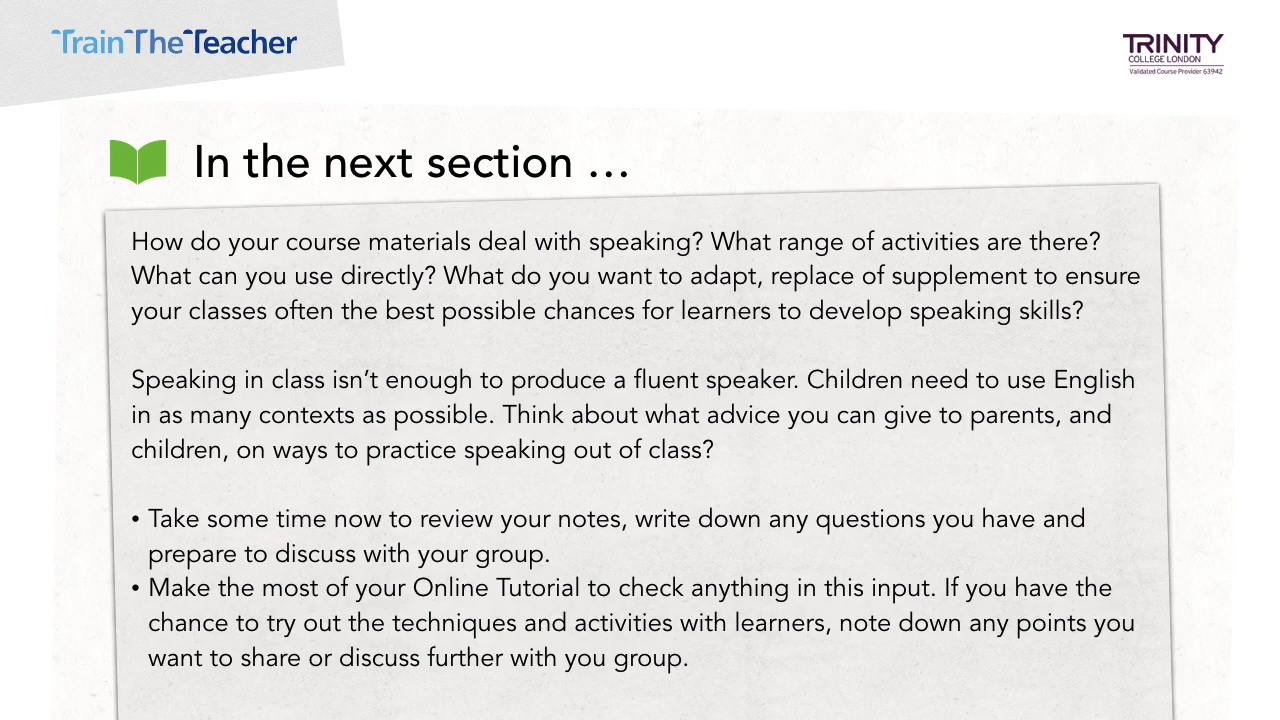 TrainTheTeacher
TRINITY
COLLEGE LONDON
Validated Course Provider 63942
In the next section …
How do your course materials deal with speaking? What range of activities are there?
What can you use directly? What do you want to adapt, replace of supplement to ensure
your classes often the best possible chances for learners to develop speaking skills?
Speaking in class isn’t enough to produce a fluent speaker. Children need to use English
in as many contexts as possible. Think about what advice you can give to parents, and
children, on ways to practice speaking out of class?
• Take some time now to review your notes, write down any questions you have and
prepare to discuss with your group.
• Make the most of your Online Tutorial to check anything in this input. If you have the
chance to try out the techniques and activities with learners, note down any points you
want to share or discuss further with you group.